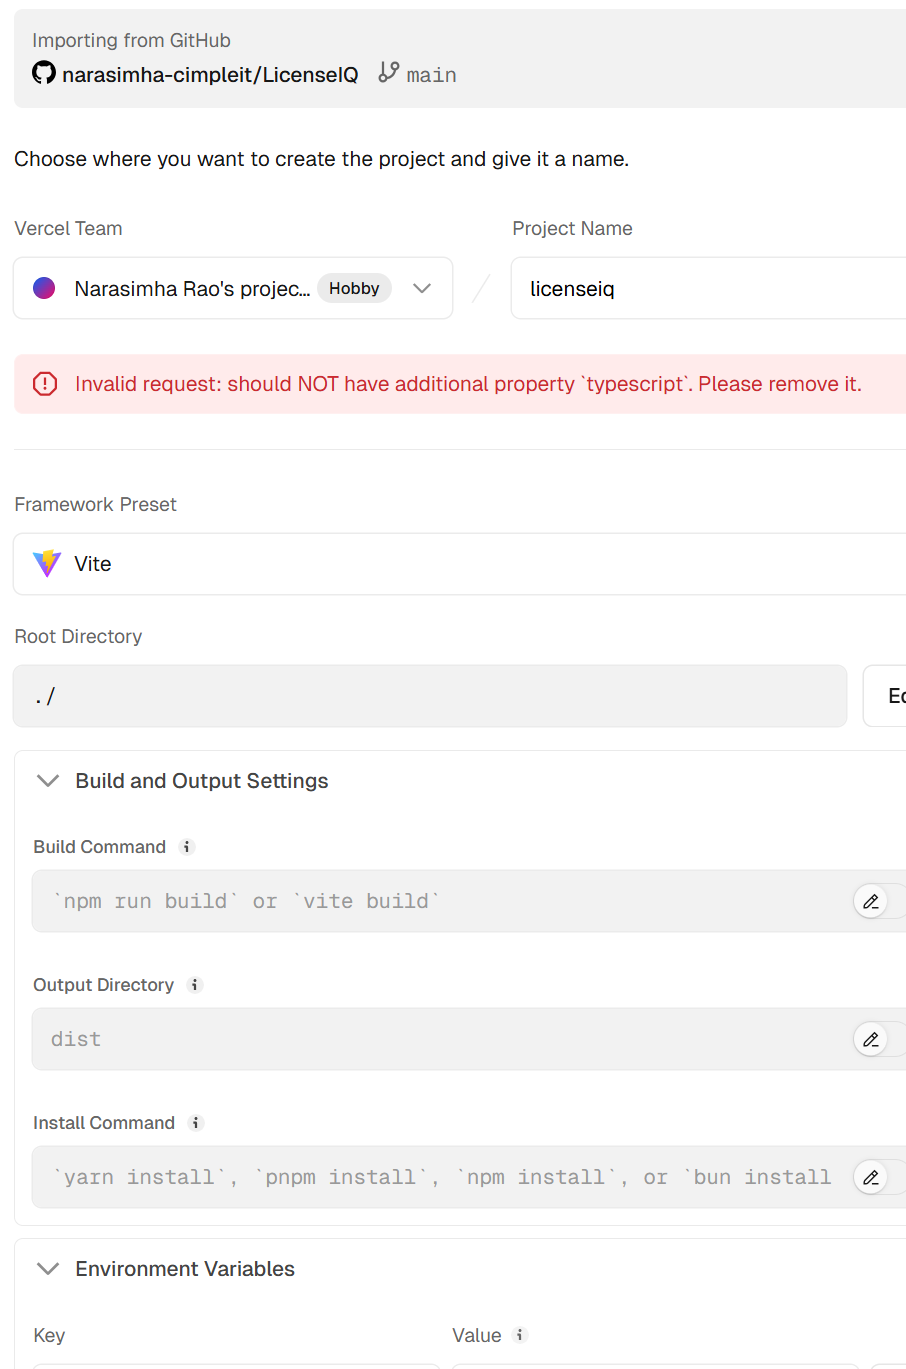 Importing from GitHub
narasimha-cimpleit/LicenseIQ main
Choose where you want to create the project and give it a name.
Vercel Team
Project Name
Narasimha Rao's projec... Hobby
licenseiq
Invalid request: should NOT have additional property `typescript`. Please remove it.
Framework Preset
Vite
Root Directory
./
Build and Output Settings
Build Command
`npm run build` or `vite build`
Output Directory
dist
Install Command
`yarn install`, `pnpm install`, `npm install`, or `bun install
Environment Variables
Key
Value